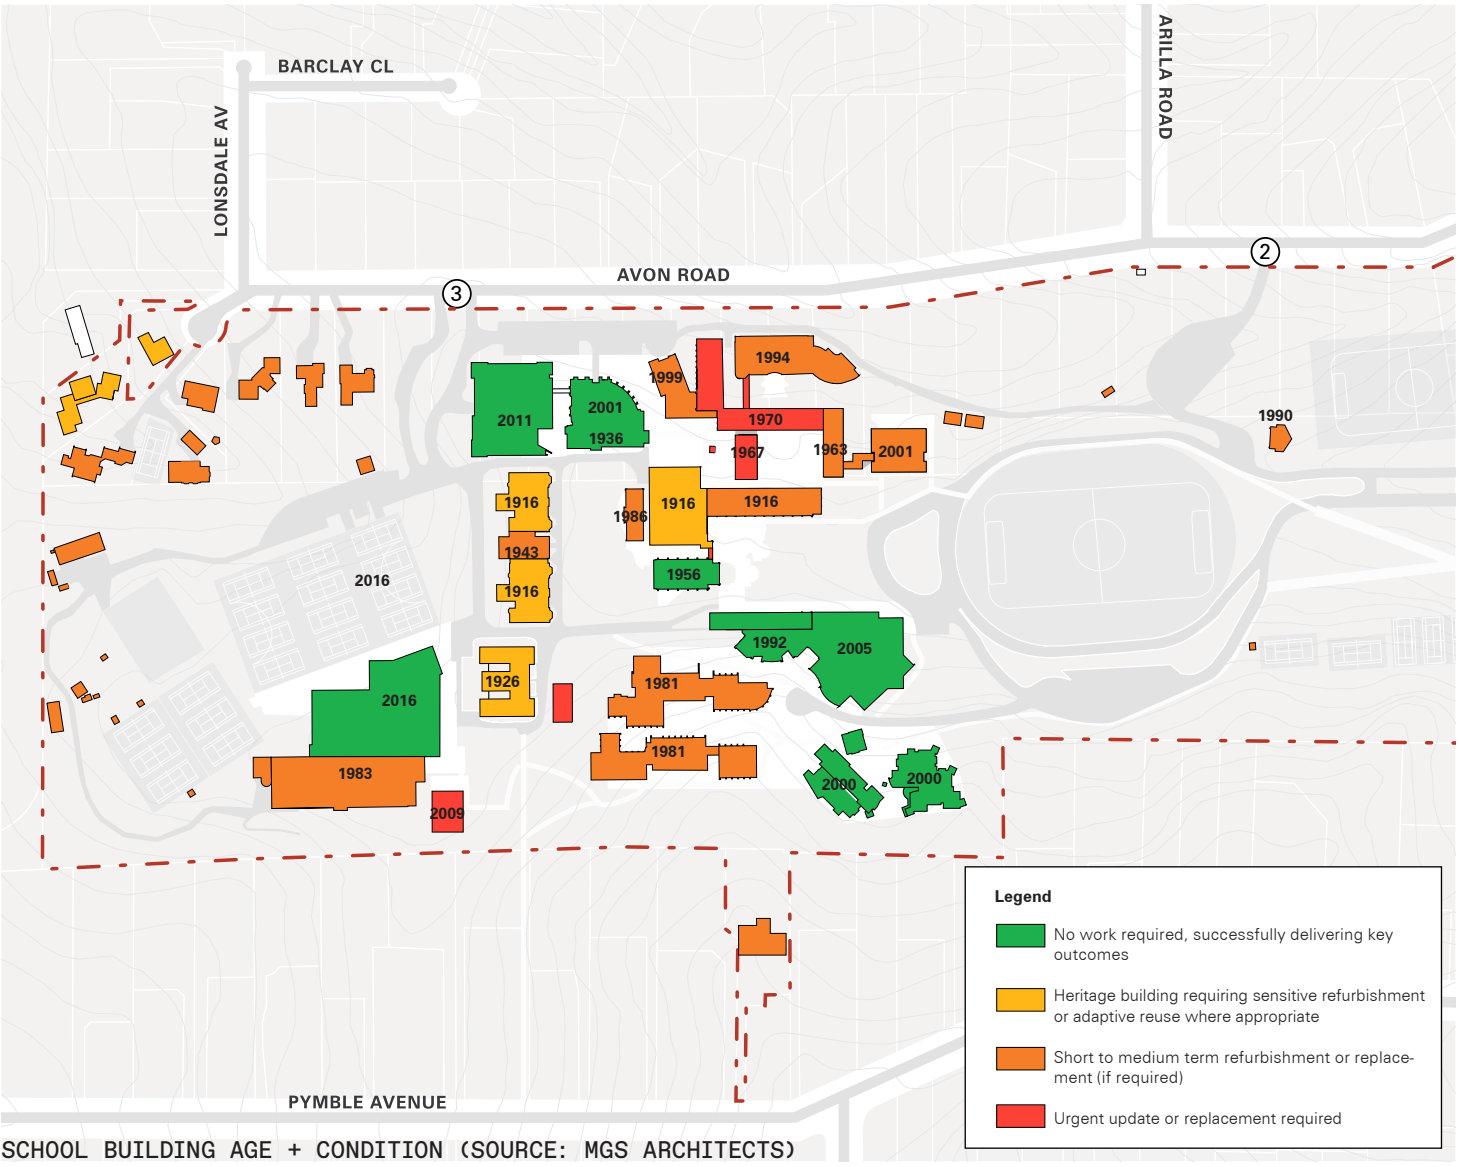 BARCLAY CL
LONSDALE AV
ARILLA ROAD
AVON ROAD
2
3
1994
1999
2011
2001
1936
1970
1967
1963
2001
1990
1916
1986
1916
1916
1943
1916
1956
2016
1992
2005
1926
1981
2016
1981
1983
2000
2000
2009
Legend
No work required, successfully delivering key
outcomes
Heritage building requiring sensitive refurbishment
or adaptive reuse where appropriate
Short to medium term refurbishment or replace-
ment (if required)
Urgent update or replacement required
PYMBLE AVENUE
SCHOOL BUILDING AGE + CONDITION (SOURCE: MGS ARCHITECTS)